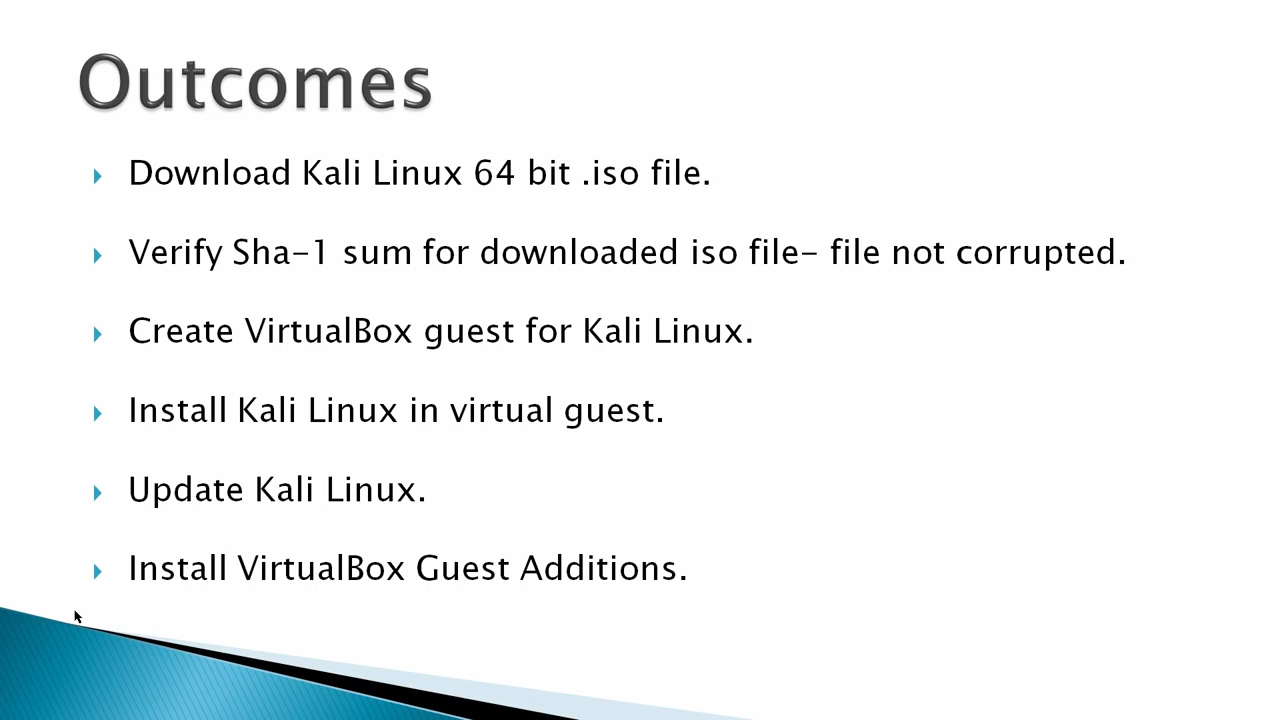 Outcomes
Download Kali Linux 64 bit .iso file.
Verify Sha-1 sum for downloaded iso file- file not corrupted.
Create VirtualBox guest for Kali Linux.
Install Kali Linux in virtual guest.
Update Kali Linux.
Install VirtualBox Guest Additions.